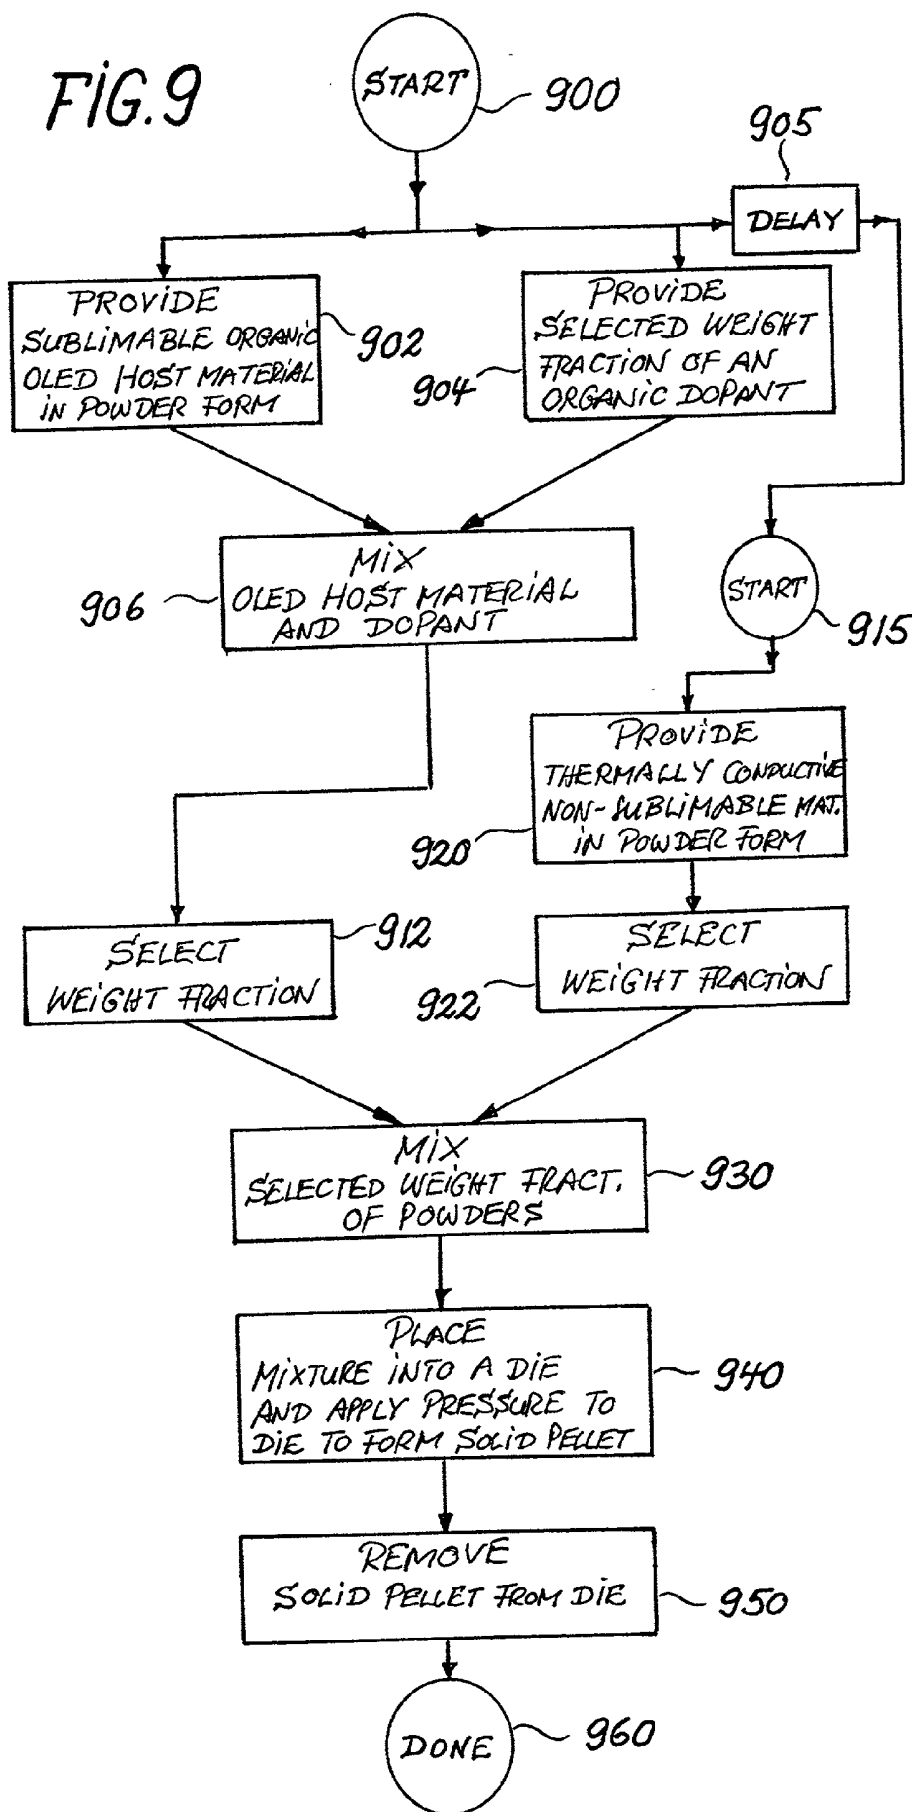 FIG.9
START
900
905
DELAY
PROVIDE
SUBLIMABLE ORGANIC
OLED HOST MATERIAL
IN POWDER FORM
902
PROVIDE
SELECTED WEIGHT
FRACTION OF AN
ORGANIC DOPANT
904
MIX
OLED HOST MATERIAL
AND DOPANT
906
START
915
PROVIDE
THERMALLY CONDUCTIVE
NON-SUBLIMABLE MAT.
IN POWDER FORM
920
SELECT
WEIGHT FRACTION
912
SELECT
WEIGHT FRACTION
922
MIX
SELECTED WEIGHT FRACT.
OF POWDERS
930
PLACE
MIXTURE INTO A DIE
AND APPLY PRESSURE TO
DIE TO FORM SOLID PELLET
940
REMOVE
SOLID PELLET FROM DIE
950
DONE
960